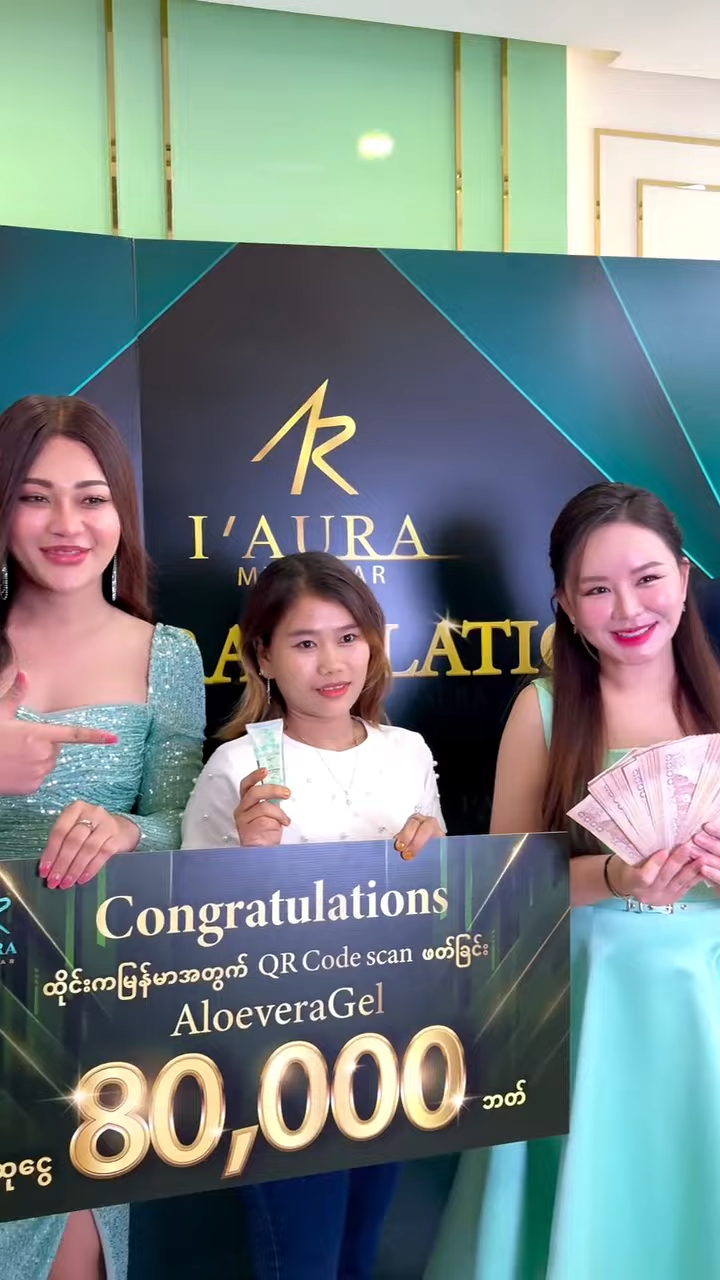 I'AURA
Congratulations
ထိုင်းကမြန်မာအတွက် QR Code scan ဖတ်ခြင်း
AloeveraGel
80,000 ဘတ်